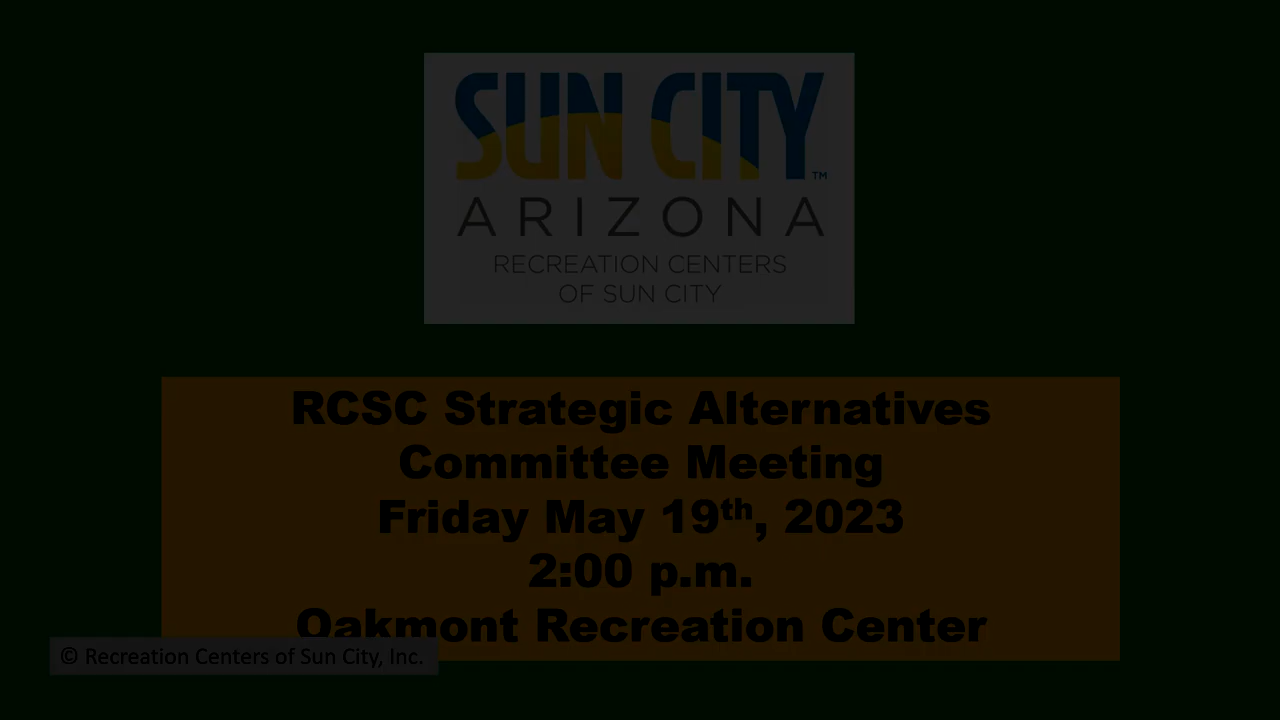 SUN CITY™
ARIZONA
RECREATION CENTERS
OF SUN CITY
RCSC Strategic Alternatives
Committee Meeting
Friday May 19th, 2023
2:00 p.m.
Oakmont Recreation Center
© Recreation Centers of Sun City, Inc.